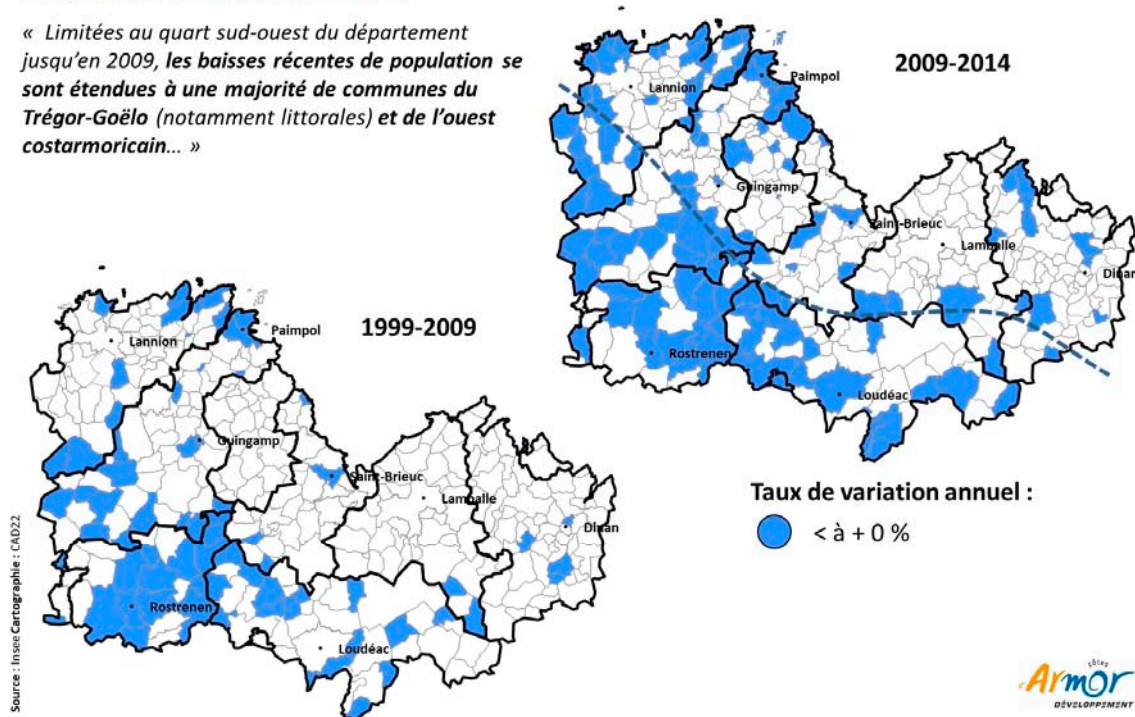 « Limitées au quart sud-ouest du département
jusqu'en 2009, les baisses récentes de population se
sont étendues à une majorité de communes du
Trégor-Goëlo (notamment littorales) et de l'ouest
costarmoricain... »
2009-2014
Paimpol
Lannion
Guingamp
Saint-Brieuc
Lamballe
Dinan
Rostrenen
Loudéac
1999-2009
Paimpol
Lannion
Guingamp
Saint-Brieuc
Lamballe
Dinan
Rostrenen
Loudéac
Taux de variation annuel :
< à + 0 %
Source : Insee Cartographie : CAD22
côtes
d'Armor
DÉVELOPPEMENT